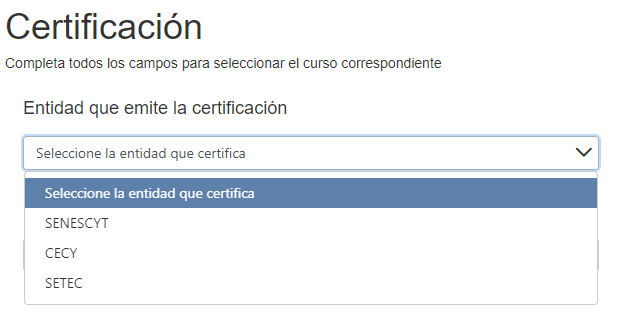 Certificación
Completa todos los campos para seleccionar el curso correspondiente
Entidad que emite la certificación
Seleccione la entidad que certifica
Seleccione la entidad que certifica
SENESCYT
CECY
SETEC